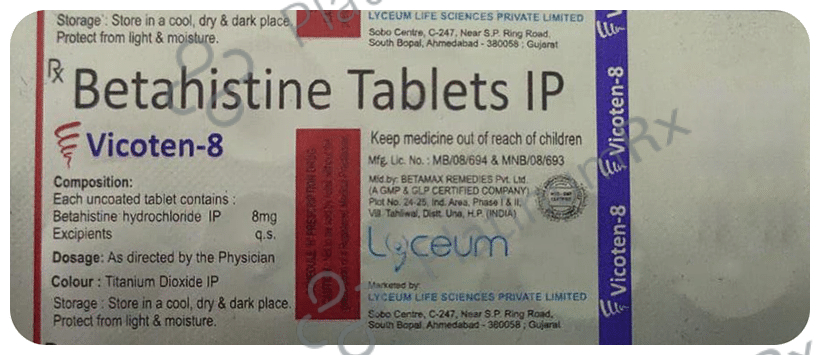 Storage : Store in a cool, dry & dark place.
Protect from light & moisture.
LYCEUM LIFE SCIENCES PRIVATE LIMITED
Sobo Centre, C-247, Near S.P. Ring Road,
South Bopal, Ahmedabad - 380058 ; Gujarat
Rx
Betahistine Tablets IP
Vicoten-8
Composition:
Each uncoated tablet contains :
Betahistine hydrochloride IP 8mg
Excipients q.s.
Dosage: As directed by the Physician
Colour : Titanium Dioxide IP
Storage : Store in a cool, dry & dark place.
Protect from light & moisture.
SCHEDULE 'H' PRESCRIPTION DRUG
Keep medicine out of reach of children
Mfg. Lic. No. : MB/08/694 & MNB/08/693
Mfd.by: BETAMAX REMEDIES Pvt. Ltd.
(A GMP & GLP CERTIFIED COMPANY)
Plot No. 24-25, Ind. Area, Phase I & II,
Vill. Tahliwal, Distt. Una, H.P. (INDIA)
Lyceum
Marketed by:
LYCEUM LIFE SCIENCES PRIVATE LIMITED
Sobo Centre, C-247, Near S.P. Ring Road,
South Bopal, Ahmedabad - 380058 ; Gujarat
Vicoten-8
Vicoten-8
PlatinumRx